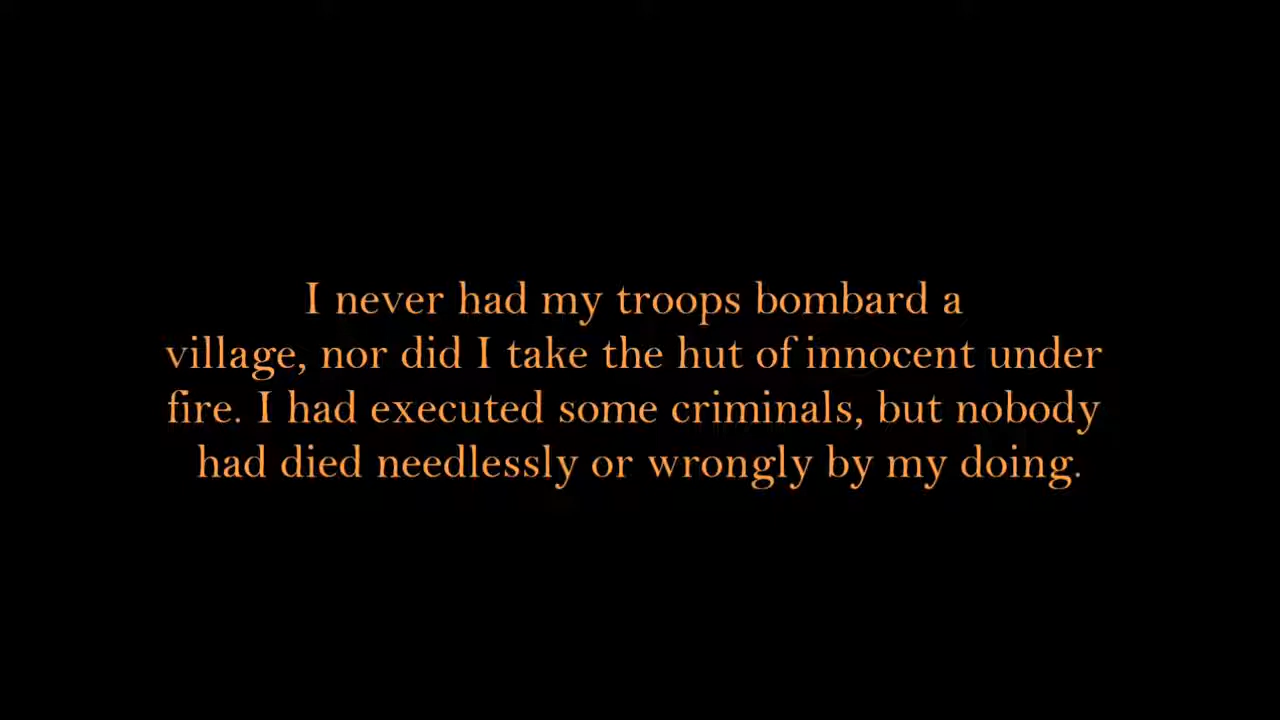 I never had my troops bombard a
village, nor did I take the hut of innocent under
fire. I had executed some criminals, but nobody
had died needlessly or wrongly by my doing.